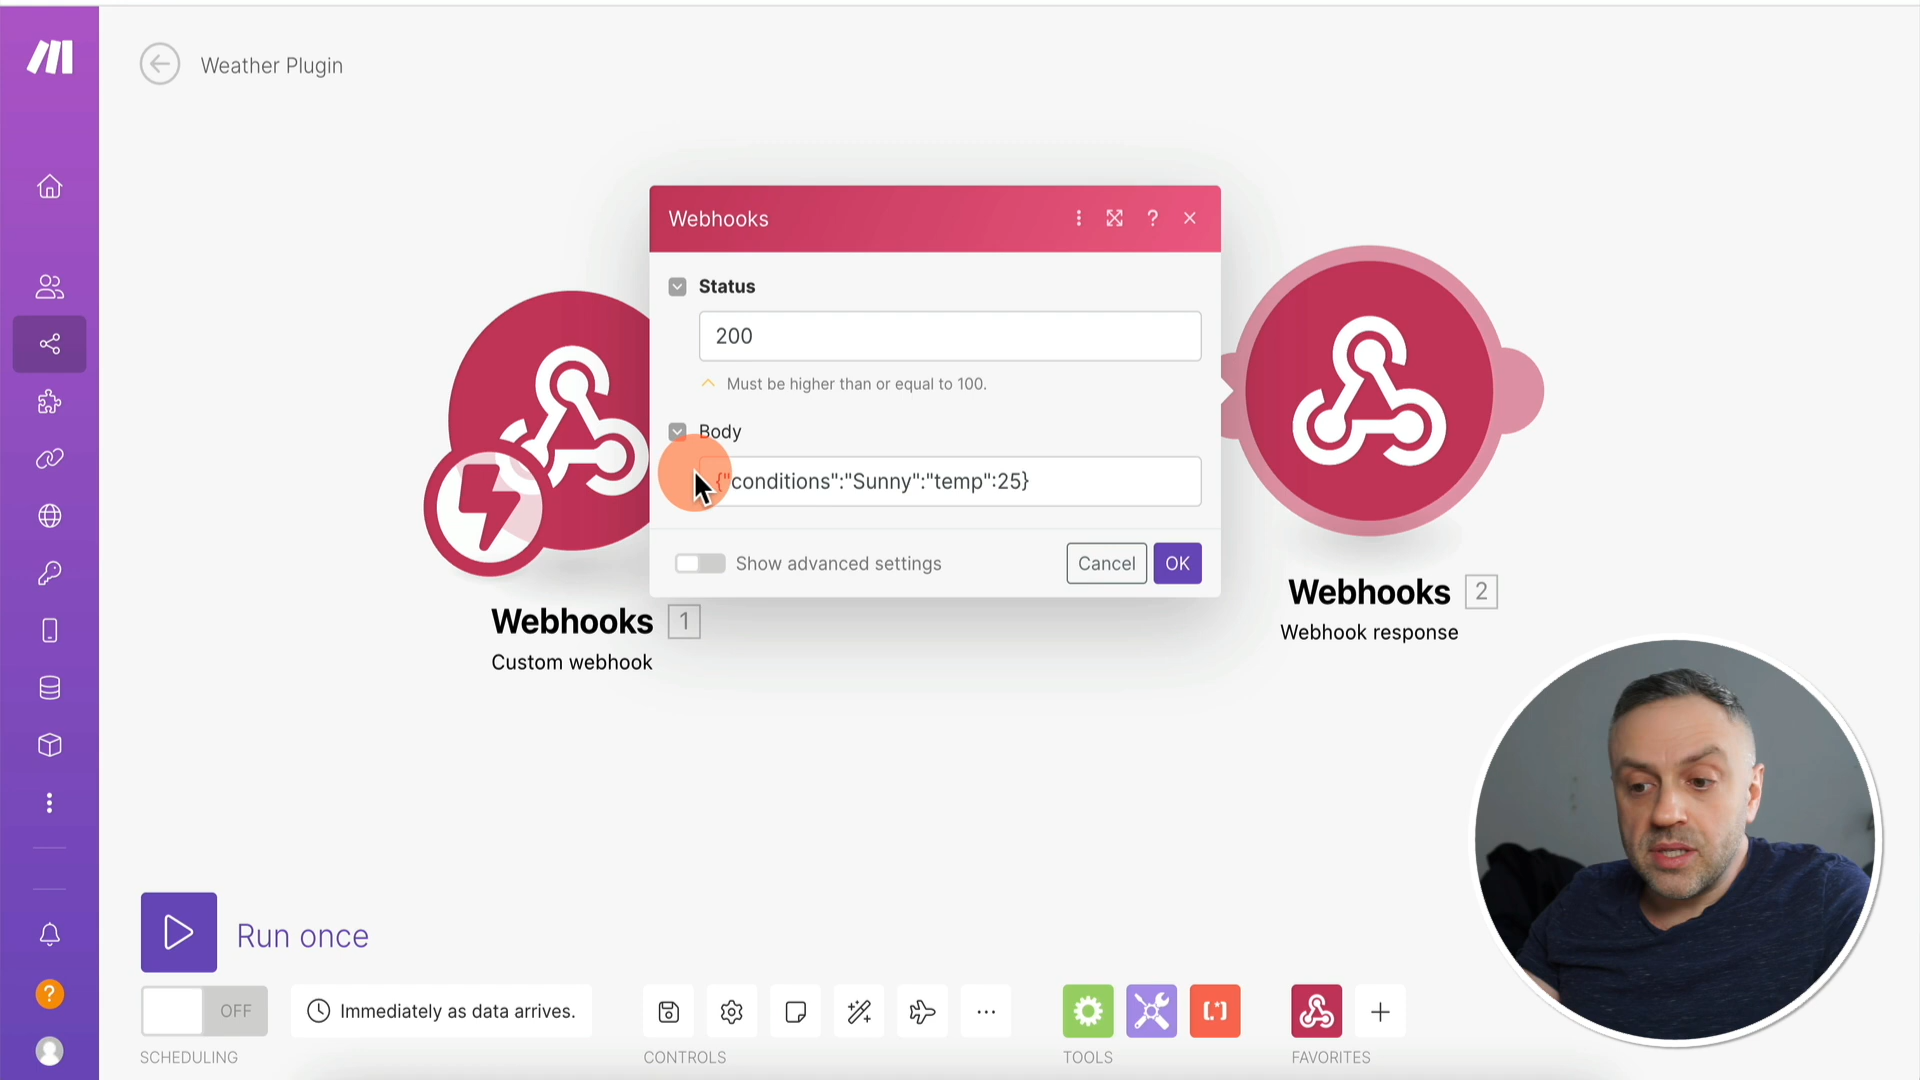 Weather Plugin
Webhooks
Status
200
Must be higher than or equal to 100.
Body
{"conditions":"Sunny":"temp":25}
Show advanced settings
Cancel
OK
Webhooks 1
Custom webhook
Webhooks 2
Webhook response
Run once
OFF
Immediately as data arrives.
SCHEDULING
CONTROLS
TOOLS
FAVORITES